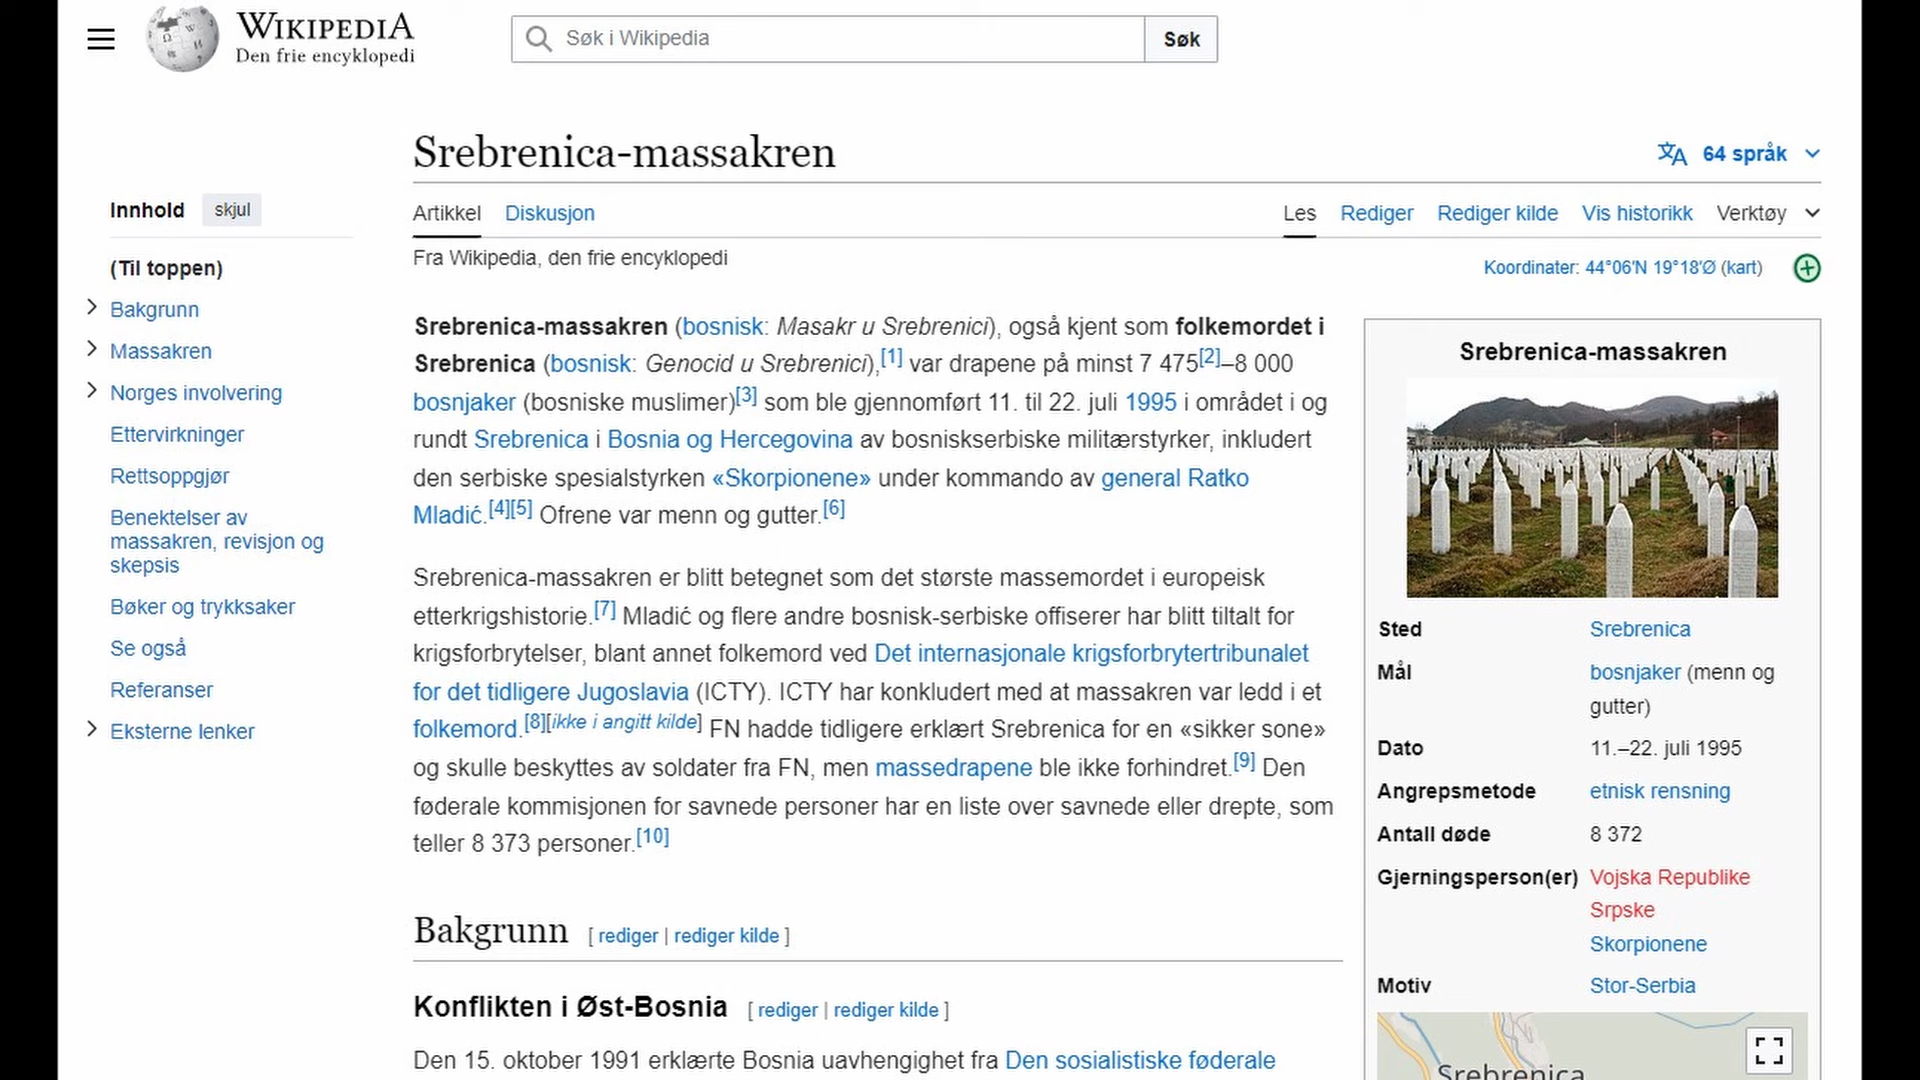 WIKIPEDIA
Den frie encyklopedi
Søk i Wikipedia
Søk
Srebrenica-massakren
64 språk
Innhold
skjul
Artikkel
Diskusjon
Les
Rediger
Rediger kilde
Vis historikk
Verktøy
Fra Wikipedia, den frie encyklopedi
Koordinater: 44°06′N 19°18′Ø (kart)
(Til toppen)
Bakgrunn
Massakren
Norges involvering
Ettervirkninger
Rettsoppgjør
Benektelser av
massakren, revisjon og
skepsis
Bøker og trykksaker
Se også
Referanser
Eksterne lenker
Srebrenica-massakren (bosnisk: Masakr u Srebrenici), også kjent som folkemordet i
Srebrenica (bosnisk: Genocid u Srebrenici),[1] var drapene på minst 7 475[2]–8 000
bosnjaker (bosniske muslimer)[3] som ble gjennomført 11. til 22. juli 1995 i området i og
rundt Srebrenica i Bosnia og Hercegovina av bosniskserbiske militærstyrker, inkludert
den serbiske spesialstyrken «Skorpionene» under kommando av general Ratko
Mladić.[4][5] Ofrene var menn og gutter.[6]
Srebrenica-massakren er blitt betegnet som det største massemordet i europeisk
etterkrigshistorie.[7] Mladić og flere andre bosnisk-serbiske offiserer har blitt tiltalt for
krigsforbrytelser, blant annet folkemord ved Det internasjonale krigsforbrytertribunalet
for det tidligere Jugoslavia (ICTY). ICTY har konkludert med at massakren var ledd i et
folkemord.[8][ikke i angitt kilde] FN hadde tidligere erklært Srebrenica for en «sikker sone»
og skulle beskyttes av soldater fra FN, men massedrapene ble ikke forhindret.[9] Den
føderale kommisjonen for savnede personer har en liste over savnede eller drepte, som
teller 8 373 personer.[10]
Bakgrunn [ rediger | rediger kilde ]
Konflikten i Øst-Bosnia [ rediger | rediger kilde ]
Den 15. oktober 1991 erklærte Bosnia uavhengighet fra Den sosialistiske føderale
Srebrenica-massakren
Sted Srebrenica
Mål bosnjaker (menn og
gutter)
Dato 11.–22. juli 1995
Angrepsmetode etnisk rensning
Antall døde 8 372
Gjerningsperson(er) Vojska Republike
Srpske
Skorpionene
Motiv Stor-Serbia
Srebrenica